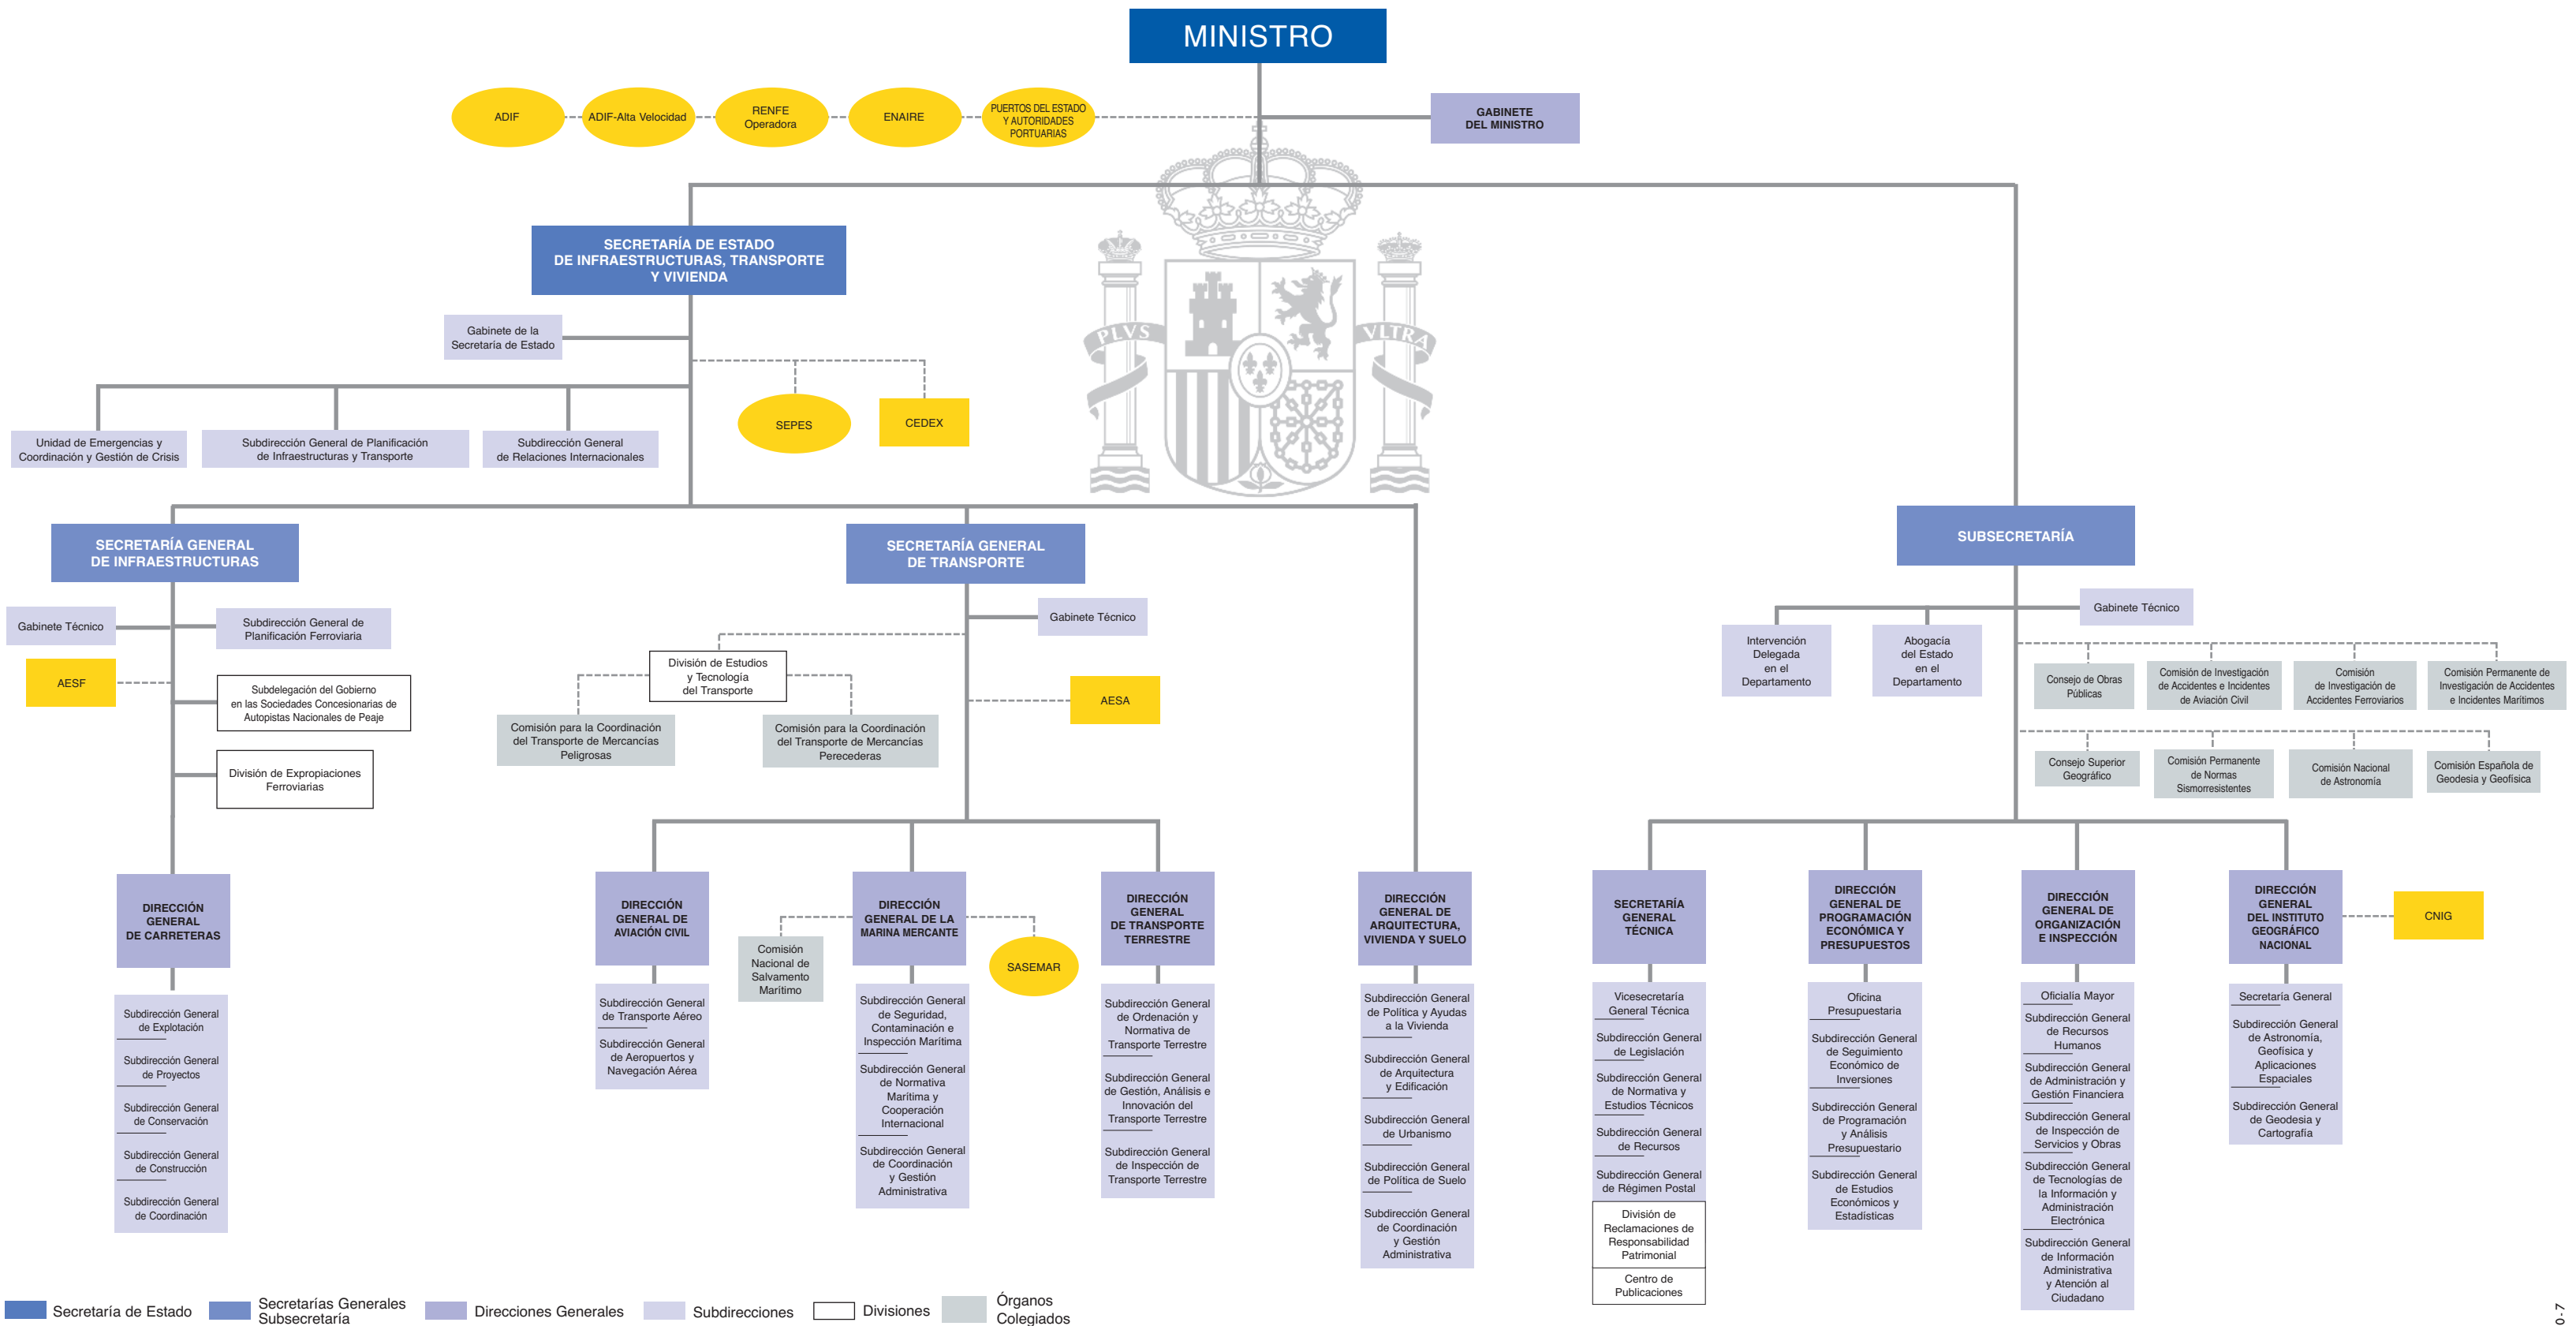 MINISTRO
ADIF
ADIF-Alta Velocidad
RENFE
Operadora
ENAIRE
PUERTOS DEL ESTADO
Y AUTORIDADES
PORTUARIAS
GABINETE
DEL MINISTRO
SECRETARÍA DE ESTADO
DE INFRAESTRUCTURAS, TRANSPORTE
Y VIVIENDA
PLVS
VLTRA
Gabinete de la
Secretaría de Estado
SEPES
CEDEX
Unidad de Emergencias y
Coordinación y Gestión de Crisis
Subdirección General de Planificación
de Infraestructuras y Transporte
Subdirección General
de Relaciones Internacionales
SECRETARÍA GENERAL
DE INFRAESTRUCTURAS
Gabinete Técnico
Subdirección General de
Planificación Ferroviaria
AESF
Subdelegación del Gobierno
en las Sociedades Concesionarias de
Autopistas Nacionales de Peaje
División de Expropiaciones
Ferroviarias
SECRETARÍA GENERAL
DE TRANSPORTE
Gabinete Técnico
División de Estudios
y Tecnología
del Transporte
AESA
Comisión para la Coordinación
del Transporte de Mercancías
Peligrosas
Comisión para la Coordinación
del Transporte de Mercancías
Perecederas
SUBSECRETARÍA
Gabinete Técnico
Intervención
Delegada
en el
Departamento
Abogacía
del Estado
en el
Departamento
Consejo de Obras
Públicas
Comisión de Investigación
de Accidentes e Incidentes
de Aviación Civil
Comisión
de Investigación de
Accidentes Ferroviarios
Comisión Permanente de
Investigación de Accidentes
e Incidentes Marítimos
Consejo Superior
Geográfico
Comisión Permanente
de Normas
Sismorresistentes
Comisión Nacional
de Astronomía
Comisión Española de
Geodesia y Geofísica
DIRECCIÓN
GENERAL
DE CARRETERAS
Subdirección General
de Explotación
Subdirección General
de Proyectos
Subdirección General
de Conservación
Subdirección General
de Construcción
Subdirección General
de Coordinación
DIRECCIÓN
GENERAL DE
AVIACIÓN CIVIL
Subdirección General
de Transporte Aéreo
Subdirección General
de Aeropuertos y
Navegación Aérea
DIRECCIÓN
GENERAL DE LA
MARINA MERCANTE
Comisión
Nacional de
Salvamento
Marítimo
SASEMAR
Subdirección General
de Seguridad,
Contaminación e
Inspección Marítima
Subdirección General
de Normativa
Marítima y
Cooperación
Internacional
Subdirección General
de Coordinación
y Gestión
Administrativa
DIRECCIÓN
GENERAL
DE TRANSPORTE
TERRESTRE
Subdirección General
de Ordenación y
Normativa de
Transporte Terrestre
Subdirección General
de Gestión, Análisis e
Innovación del
Transporte Terrestre
Subdirección General
de Inspección de
Transporte Terrestre
DIRECCIÓN
GENERAL DE
ARQUITECTURA,
VIVIENDA Y SUELO
Subdirección General
de Política y Ayudas
a la Vivienda
Subdirección General
de Arquitectura
y Edificación
Subdirección General
de Urbanismo
Subdirección General
de Política de Suelo
Subdirección General
de Coordinación
y Gestión
Administrativa
SECRETARÍA
GENERAL
TÉCNICA
Vicesecretaría
General Técnica
Subdirección General
de Legislación
Subdirección General
de Normativa y
Estudios Técnicos
Subdirección General
de Recursos
Subdirección General
de Régimen Postal
División de
Reclamaciones de
Responsabilidad
Patrimonial
Centro de
Publicaciones
DIRECCIÓN
GENERAL DE
PROGRAMACIÓN
ECONÓMICA Y
PRESUPUESTOS
Oficina
Presupuestaria
Subdirección General
de Seguimiento
Económico de
Inversiones
Subdirección General
de Programación
y Análisis
Presupuestario
Subdirección General
de Estudios
Económicos y
Estadísticas
DIRECCIÓN
GENERAL DE
ORGANIZACIÓN
E INSPECCIÓN
Oficialía Mayor
Subdirección General
de Recursos
Humanos
Subdirección General
de Administración y
Gestión Financiera
Subdirección General
de Inspección de
Servicios y Obras
Subdirección General
de Tecnologías de
la Información y
Administración
Electrónica
Subdirección General
de Información
Administrativa
y Atención al
Ciudadano
DIRECCIÓN
GENERAL
DEL INSTITUTO
GEOGRÁFICO
NACIONAL
CNIG
Secretaría General
Subdirección General
de Astronomía,
Geofísica y
Aplicaciones
Espaciales
Subdirección General
de Geodesia y
Cartografía
Secretaría de Estado
Secretarías Generales
Subsecretaría
Direcciones Generales
Subdirecciones
Divisiones
Órganos
Colegiados
0-7